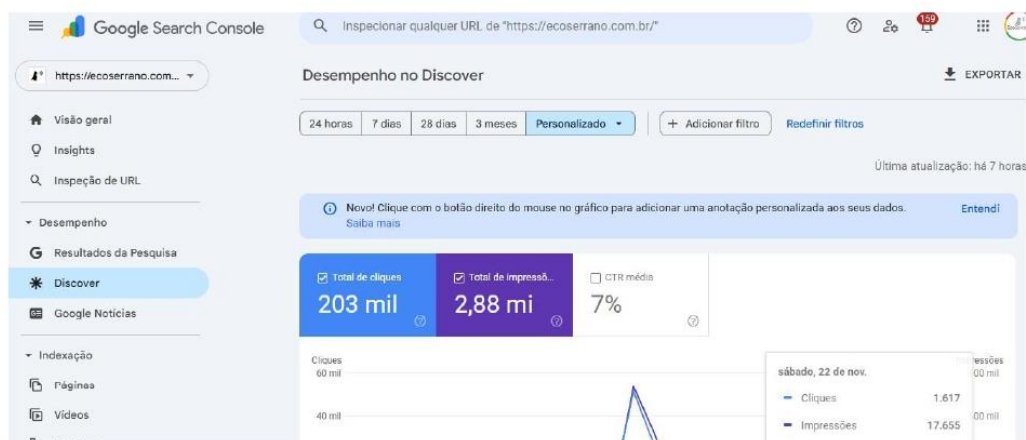 Google Search Console
Inspecionar qualquer URL de "https://ecoserrano.com.br/"
159
https://ecoserrano.com...
Desempenho no Discover
EXPORTAR
24 horas 7 dias 28 dias 3 meses Personalizado + Adicionar filtro Redefinir filtros
Visão geral
Insights
Inspeção de URL
Última atualização: há 7 horas
Novo! Clique com o botão direito do mouse no gráfico para adicionar uma anotação personalizada aos seus dados.
Saiba mais
Entendi
Desempenho
Resultados da Pesquisa
Discover
Google Notícias
Indexação
Páginas
Vídeos
Total de cliques
203 mil
Total de impressõ...
2,88 mi
CTR média
7%
Cliques
60 mil
40 mil
sábado, 22 de nov.
Cliques 1.617
Impressões 17.655